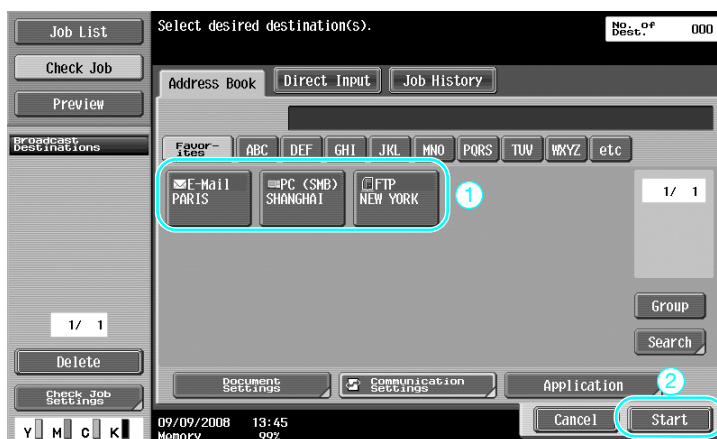 Job List
Check Job
Preview
Broadcast
Destinations
1/ 1
Delete
Check Job
Settings
Y M C K
Select desired destination(s).
No. of
Dest. 000
Address Book Direct Input Job History
Favor-
ites ABC DEF GHI JKL MNO PQRS TUV WXYZ etc
E-Mail PC (SMB) FTP
PARIS SHANGHAI NEW YORK
1
1/ 1
Group
Search
Document
Settings
Communication
Settings
Application
2
09/09/2008 13:45
Memory 99%
Cancel Start